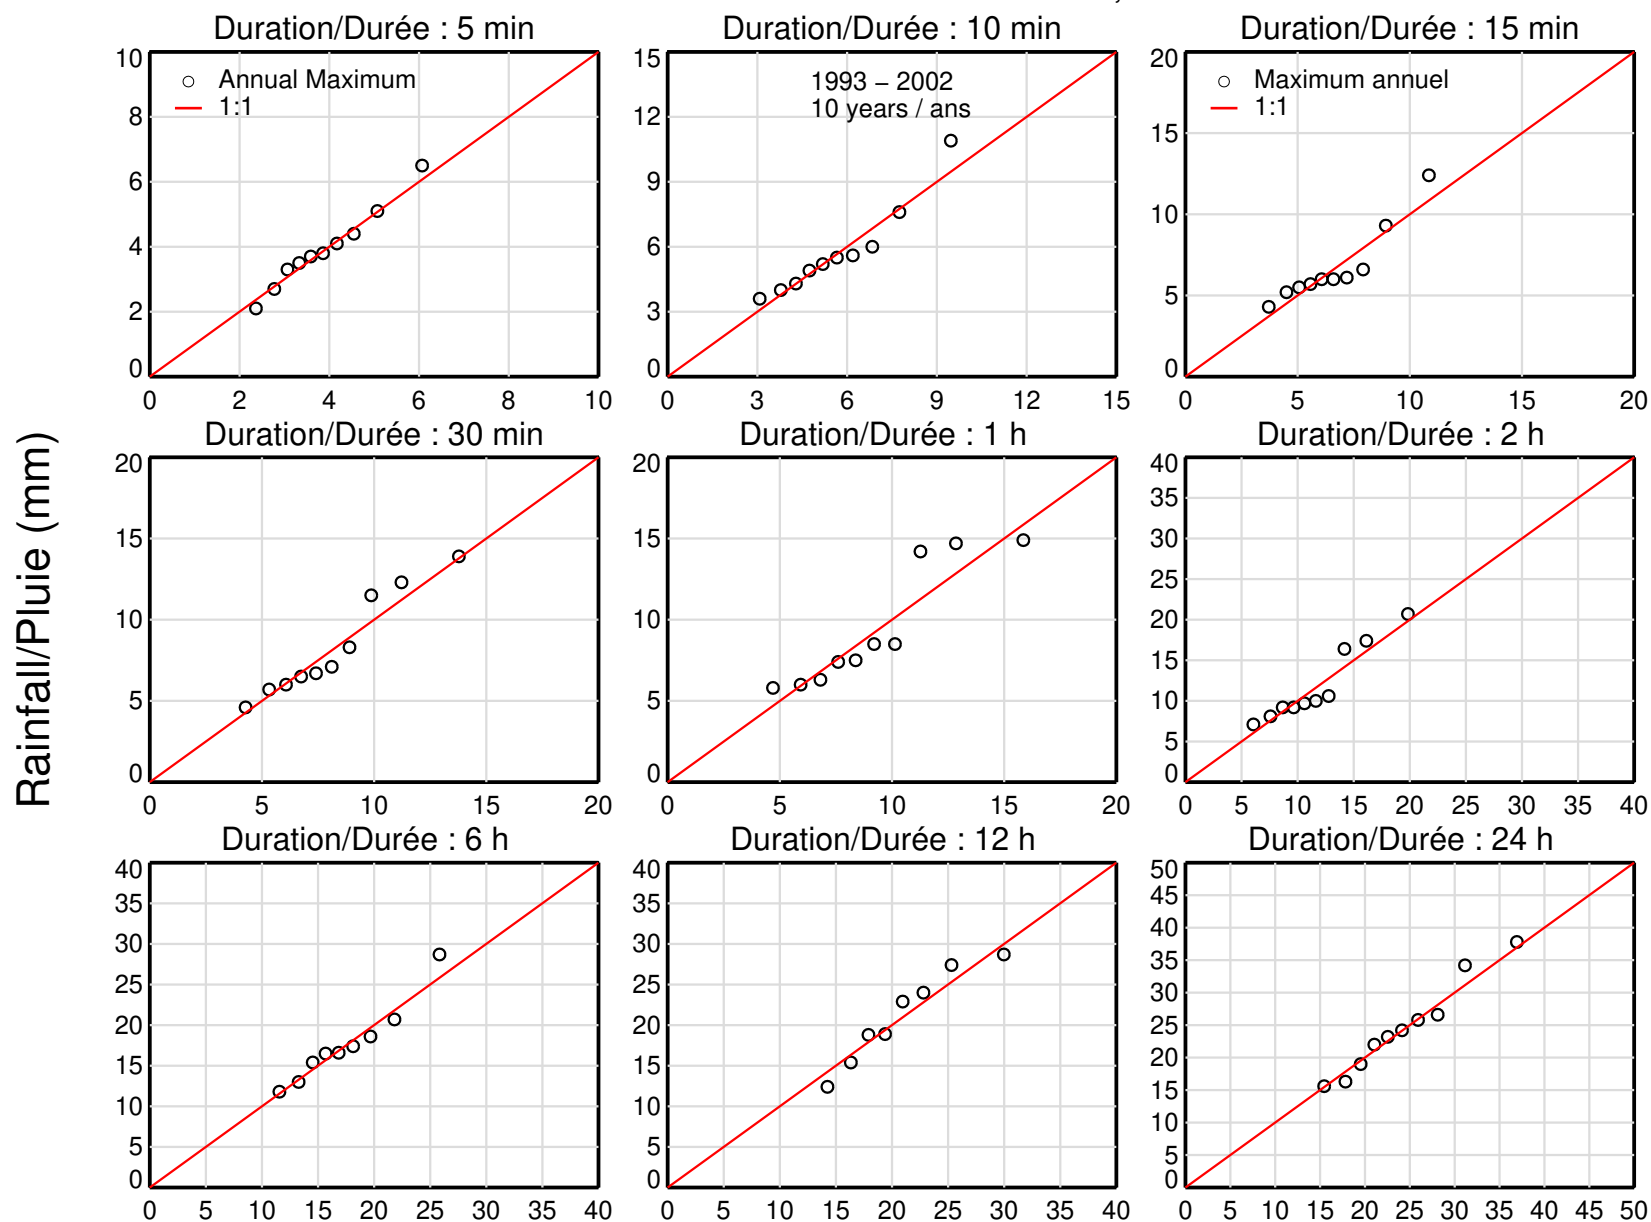 Duration/Durée : 5 min
10
8
6
4
2
0
0 2 4 6 8 10
Annual Maximum
1:1
Duration/Durée : 10 min
15
12
9
6
3
0
0 3 6 9 12 15
1993 – 2002
10 years / ans
Duration/Durée : 15 min
20
15
10
5
0
0 5 10 15 20
Maximum annuel
1:1
Rainfall/Pluie (mm)
Duration/Durée : 30 min
20
15
10
5
0
0 5 10 15 20
Duration/Durée : 1 h
20
15
10
5
0
0 5 10 15 20
Duration/Durée : 2 h
40
35
30
25
20
15
10
5
0
0 5 10 15 20 25 30 35 40
Duration/Durée : 6 h
40
35
30
25
20
15
10
5
0
0 5 10 15 20 25 30 35 40
Duration/Durée : 12 h
40
35
30
25
20
15
10
5
0
0 5 10 15 20 25 30 35 40
Duration/Durée : 24 h
50
45
40
35
30
25
20
15
10
5
0
0 5 10 15 20 25 30 35 40 45 50